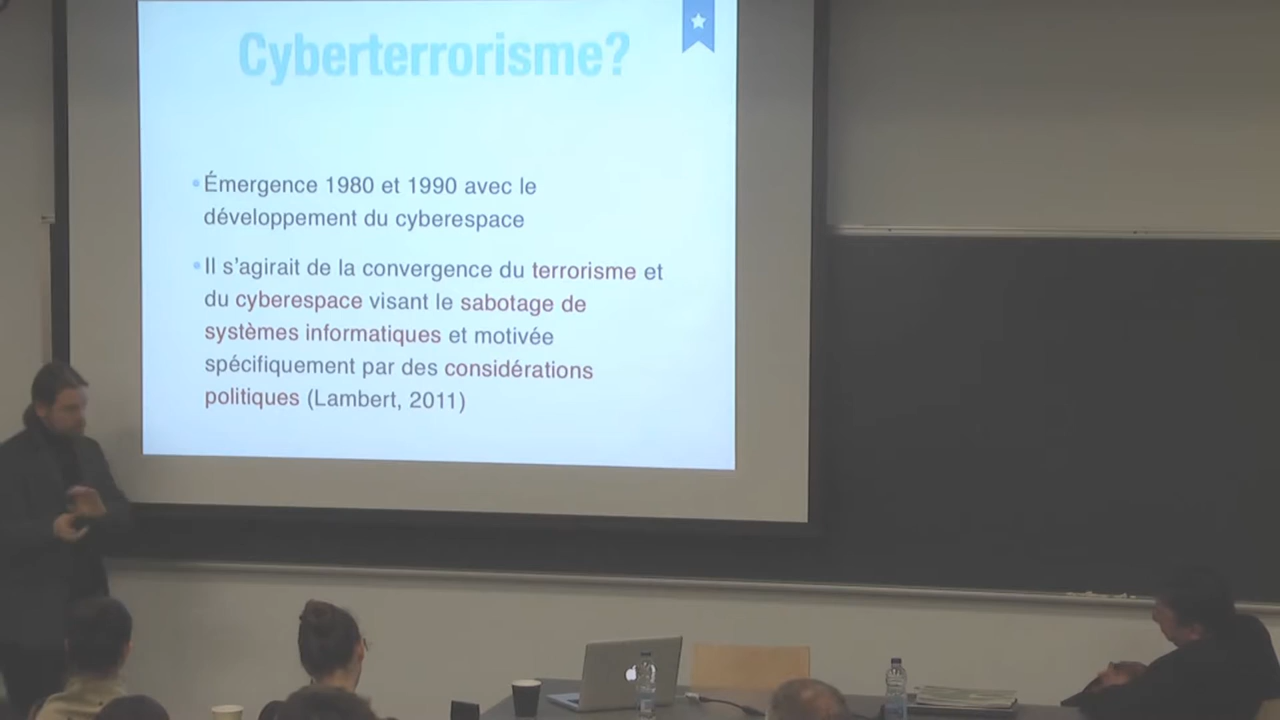 Cyberterrorisme?
•Émergence 1980 et 1990 avec le
développement du cyberespace
•Il s'agirait de la convergence du terrorisme et
du cyberespace visant le sabotage de
systèmes informatiques et motivée
spécifiquement par des considérations
politiques (Lambert, 2011)